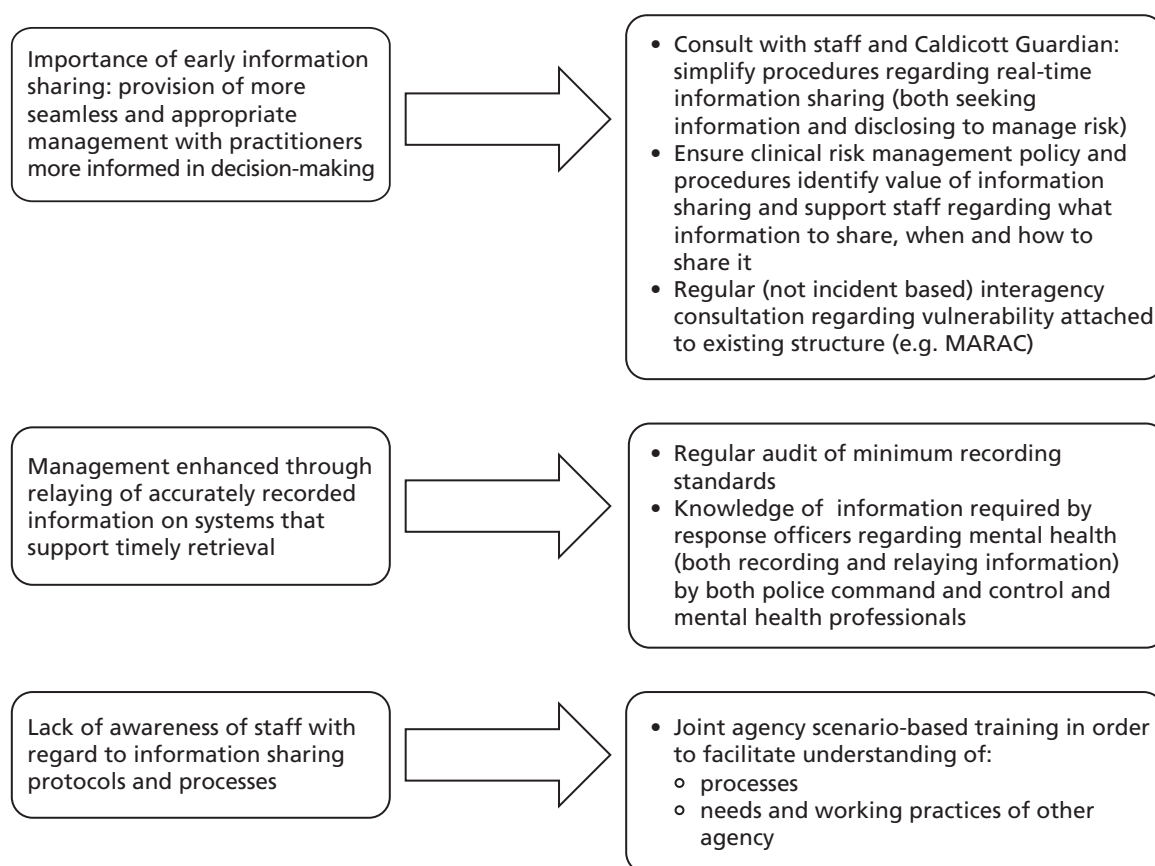 Importance of early information
sharing: provision of more
seamless and appropriate
management with practitioners
more informed in decision-making
• Consult with staff and Caldicott Guardian:
simplify procedures regarding real-time
information sharing (both seeking
information and disclosing to manage risk)
• Ensure clinical risk management policy and
procedures identify value of information
sharing and support staff regarding what
information to share, when and how to
share it
• Regular (not incident based) interagency
consultation regarding vulnerability attached
to existing structure (e.g. MARAC)
Management enhanced through
relaying of accurately recorded
information on systems that
support timely retrieval
• Regular audit of minimum recording
standards
• Knowledge of information required by
response officers regarding mental health
(both recording and relaying information)
by both police command and control and
mental health professionals
Lack of awareness of staff with
regard to information sharing
protocols and processes
• Joint agency scenario-based training in order
to facilitate understanding of:
○ processes
○ needs and working practices of other
agency